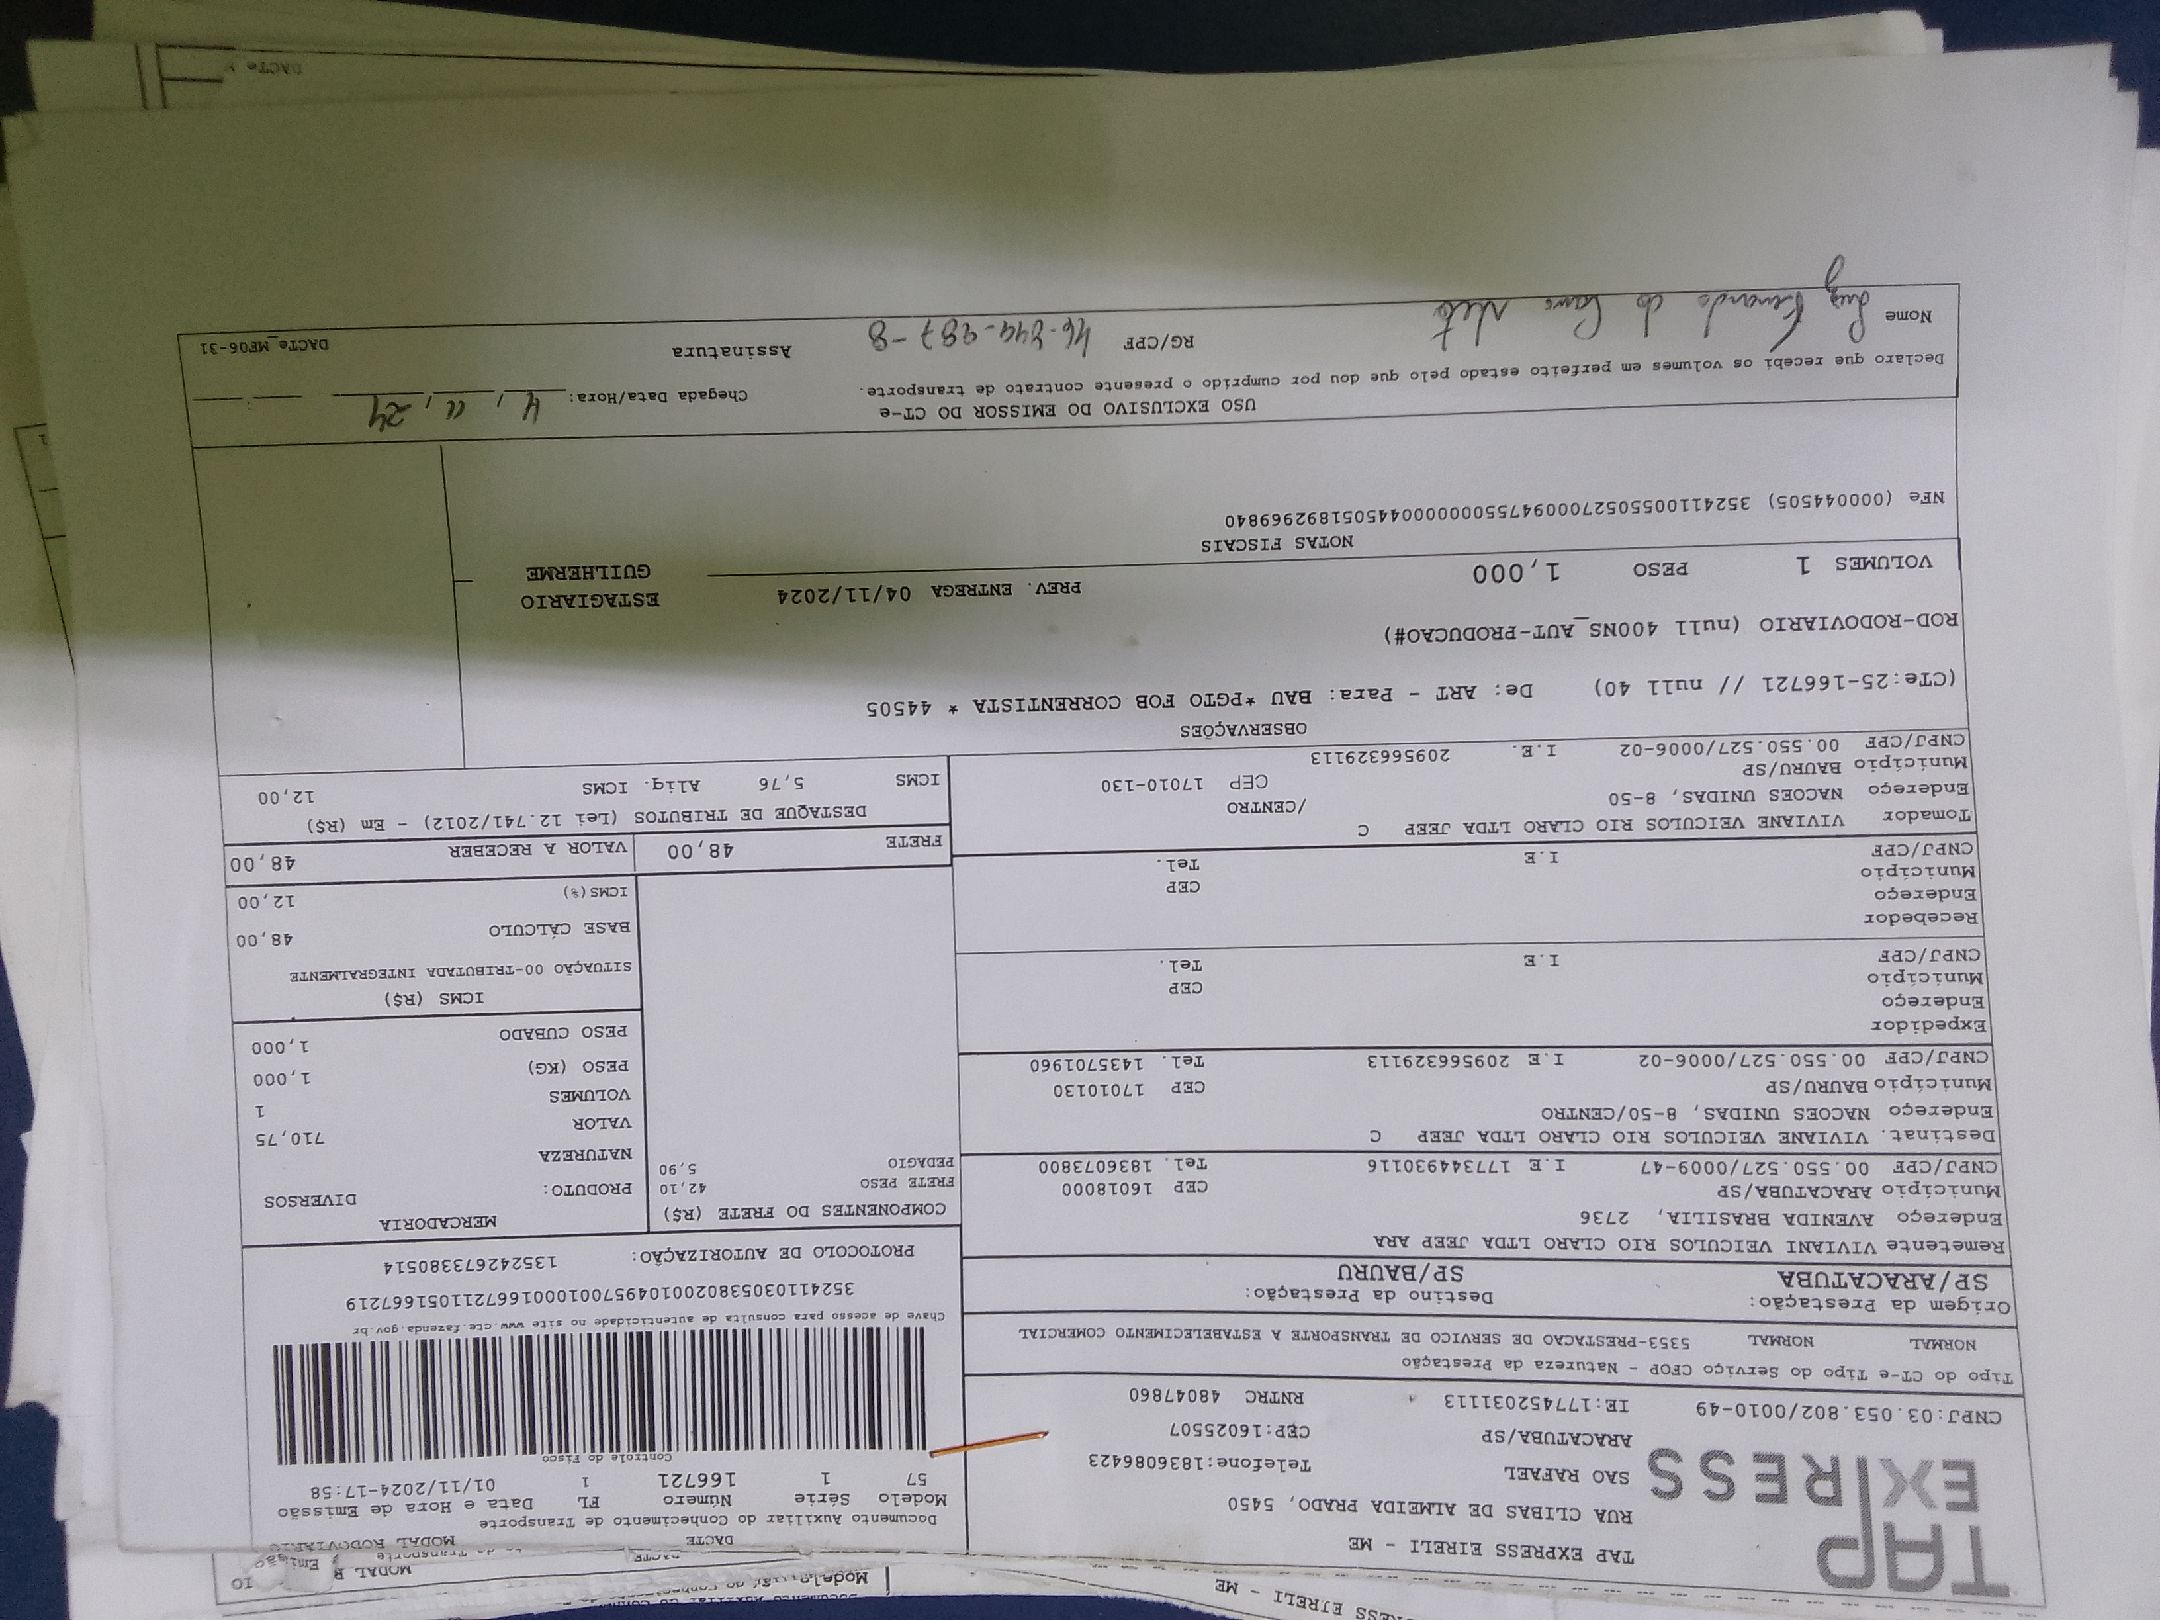 TAP
EXPRESS
TAP EXPRESS EIRELI - ME
RUA CLIBAS DE ALMEIDA PRADO, 5450
SAO RAFAEL Telefone:1836086423
ARACATUBA/SP CEP:16025507
CNPJ:03.053.802/0010-49 IE:177452031113 RNTRC 48047860
DACTE MODAL RODOVIARIO
Documento Auxiliar do Conhecimento de Transporte
Modelo Série Número FL Data e Hora de Emissão
57 1 166721 1 01/11/2024-17:58
Controle do Fisco
Chave de acesso para consulta de autenticidade no site www.cte.fazenda.gov.br
35241103053802001049570010001667211051667219
PROTOCOLO DE AUTORIZAÇÃO: 135242673380514
Tipo do CT-e Tipo do Serviço CFOP - Natureza da Prestação
NORMAL NORMAL 5353-PRESTACAO DE SERVICO DE TRANSPORTE A ESTABELECIMENTO COMERCIAL
Origem da Prestação: Destino da Prestação:
SP/ARACATUBA SP/BAURU
Remetente VIVIANI VEICULOS RIO CLARO LTDA JEEP ARA
Endereço AVENIDA BRASILIA, 2736
Município ARACATUBA/SP CEP 16018000
CNPJ/CPF 00.550.527/0009-47 I.E 177344930116 Tel. 1836073800
Destinat. VIVIANE VEICULOS RIO CLARO LTDA JEEP C
Endereço NACOES UNIDAS, 8-50/CENTRO
Município BAURU/SP CEP 17010130
CNPJ/CPF 00.550.527/0006-02 I.E 209566329113 Tel. 1435701960
Expedidor
Endereço
Município CEP
CNPJ/CPF I.E Tel.
Recebedor
Endereço
Município CEP
CNPJ/CPF I.E Tel.
Tomador VIVIANE VEICULOS RIO CLARO LTDA JEEP C
Endereço NACOES UNIDAS, 8-50 /CENTRO
Município BAURU/SP CEP 17010-130
CNPJ/CPF 00.550.527/0006-02 I.E. 209566329113
COMPONENTES DO FRETE (R$)
FRETE PESO 42,10
PEDAGIO 5,90
MERCADORIA
PRODUTO: DIVERSOS
NATUREZA
VALOR 710,75
VOLUMES 1
PESO (KG) 1,000
PESO CUBADO 1,000
ICMS (R$)
SITUAÇÃO 00-TRIBUTADA INTEGRALMENTE
BASE CÁLCULO 48,00
ICMS(%) 12,00
FRETE 48,00 VALOR A RECEBER 48,00
DESTAQUE DE TRIBUTOS (Lei 12.741/2012) - Em (R$)
ICMS 5,76 Aliq. ICMS 12,00
OBSERVAÇÕES
(CTe:25-166721 // null 40) De: ART - Para: BAU *PGTO FOB CORRENTISTA * 44505
ROD-RODOVIARIO (null 400NS_AUT-PRODUCAO#)
VOLUMES 1 PESO 1,000 PREV. ENTREGA 04/11/2024
ESTAGIARIO
GUILHERME
NOTAS FISCAIS
NFe (000044505) 35241100550527000947550000000445051892969840
USO EXCLUSIVO DO EMISSOR DO CT-e
Declaro que recebi os volumes em perfeito estado pelo que dou por cumprido o presente contrato de transporte.
Chegada Data/Hora: 4, 11, 24
Nome Luiz Fernando do Carmo Neto RG/CPF 46.844.987-8 Assinatura
DACTe_MF06-31